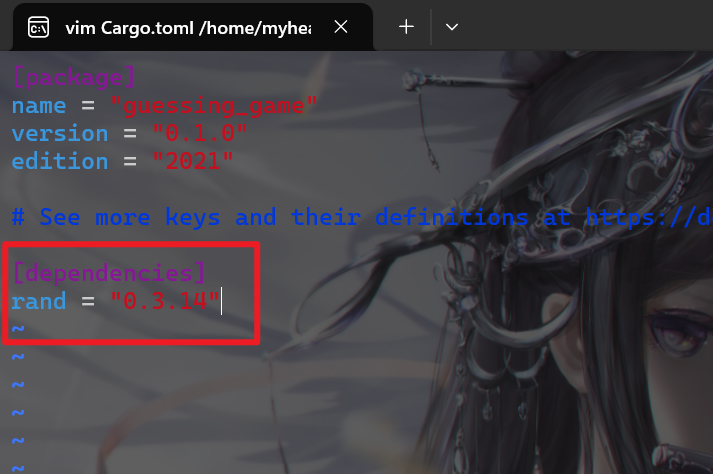 vim Cargo.toml /home/myhea
[package]
name = "guessing_game"
version = "0.1.0"
edition = "2021"
# See more keys and their definitions at https://d
[dependencies]
rand = "0.3.14"
~
~
~
~
~
~